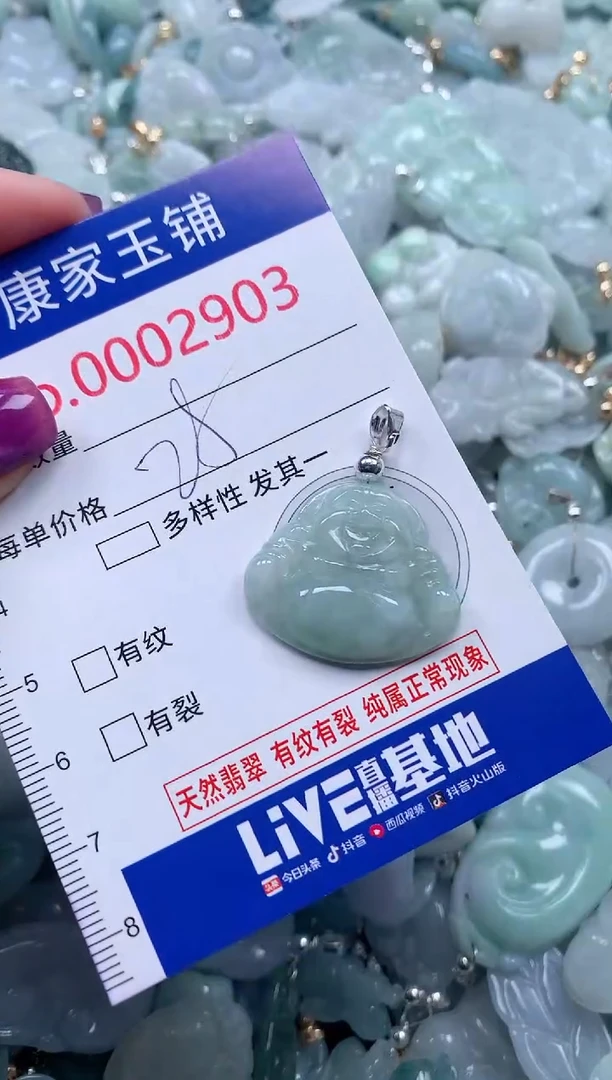 康家玉铺
o.0002903
数量
每单价格 28
多样性 发其一
4
5
有纹
有裂
6
7
8
天然翡翠 有纹有裂 纯属正常现象
LiVE直播基地
头条 今日头条 抖音 西瓜视频 抖音火山版